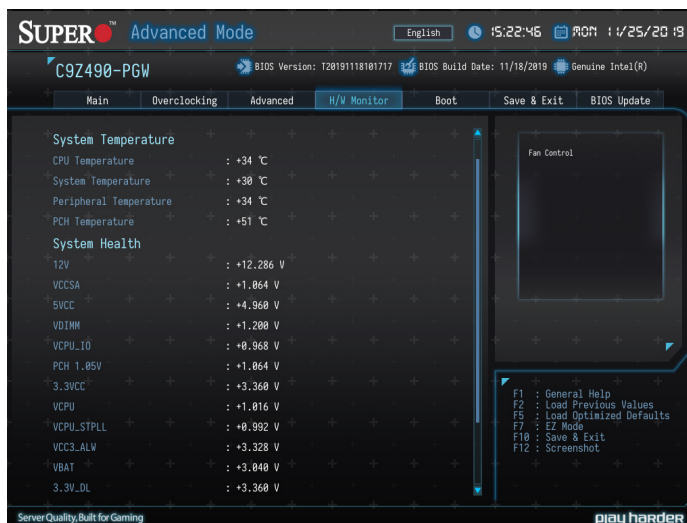 SUPER™ Advanced Mode English 15:22:46 MON 11/25/2019
C9Z490-PGW BIOS Version: T20191118101717 BIOS Build Date: 11/18/2019 Genuine Intel(R)
Main Overclocking Advanced H/W Monitor Boot Save & Exit BIOS Update
System Temperature
CPU Temperature : +34 ℃
System Temperature : +30 ℃
Peripheral Temperature : +34 ℃
PCH Temperature : +51 ℃
System Health
12V : +12.286 V
VCCSA : +1.064 V
5VCC : +4.960 V
VDIMM : +1.200 V
VCPU_IO : +0.968 V
PCH 1.05V : +1.064 V
3.3VCC : +3.360 V
VCPU : +1.016 V
VCPU_STPLL : +0.992 V
VCC3_ALW : +3.328 V
VBAT : +3.040 V
3.3V_DL : +3.360 V
Fan Control
F1 : General Help
F2 : Load Previous Values
F5 : Load Optimized Defaults
F7 : EZ Mode
F10 : Save & Exit
F12 : Screenshot
Server Quality, Built for Gaming play harder